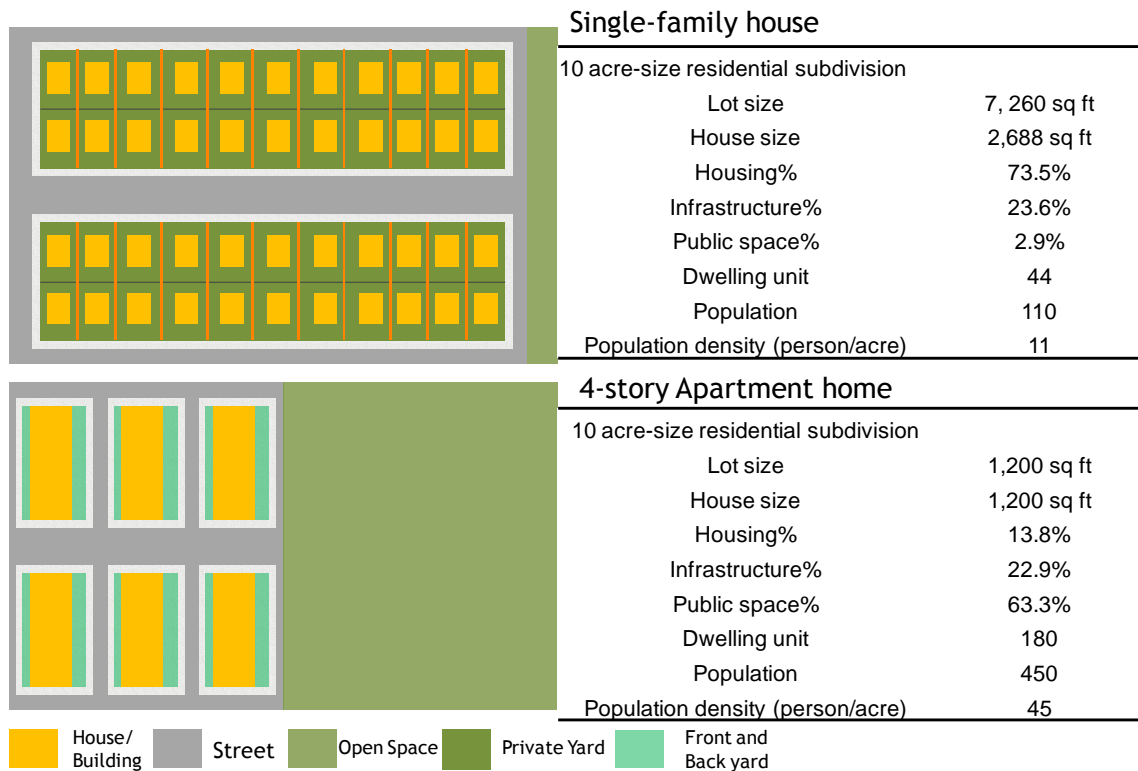 Single-family house
10 acre-size residential subdivision
Lot size 7, 260 sq ft
House size 2,688 sq ft
Housing% 73.5%
Infrastructure% 23.6%
Public space% 2.9%
Dwelling unit 44
Population 110
Population density (person/acre) 11
4-story Apartment home
10 acre-size residential subdivision
Lot size 1,200 sq ft
House size 1,200 sq ft
Housing% 13.8%
Infrastructure% 22.9%
Public space% 63.3%
Dwelling unit 180
Population 450
Population density (person/acre) 45
House/
Building
Street
Open Space
Private Yard
Front and
Back yard